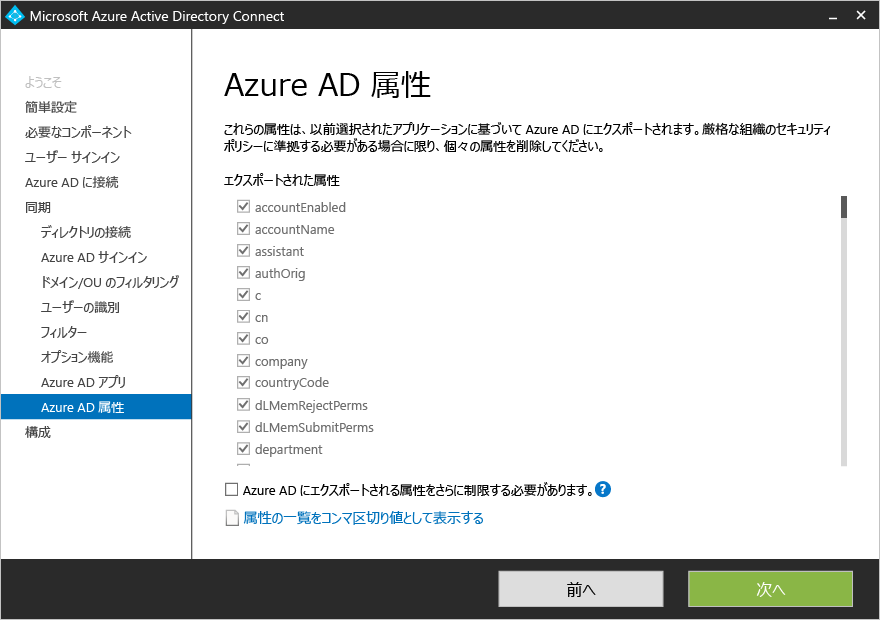 Microsoft Azure Active Directory Connect
ようこそ
簡単設定
必要なコンポーネント
ユーザー サインイン
Azure AD に接続
同期
ディレクトリの接続
Azure AD サインイン
ドメイン/OU のフィルタリング
ユーザーの識別
フィルター
オプション機能
Azure AD アプリ
Azure AD 属性
構成
Azure AD 属性
これらの属性は、以前選択されたアプリケーションに基づいて Azure AD にエクスポートされます。厳格な組織のセキュリティ
ポリシーに準拠する必要がある場合に限り、個々の属性を削除してください。
エクスポートされた属性
accountEnabled
accountName
assistant
authOrig
c
cn
co
company
countryCode
dLMemRejectPerms
dLMemSubmitPerms
department
Azure AD にエクスポートされる属性をさらに制限する必要があります。 ?
属性の一覧をコンマ区切り値として表示する
前へ
次へ